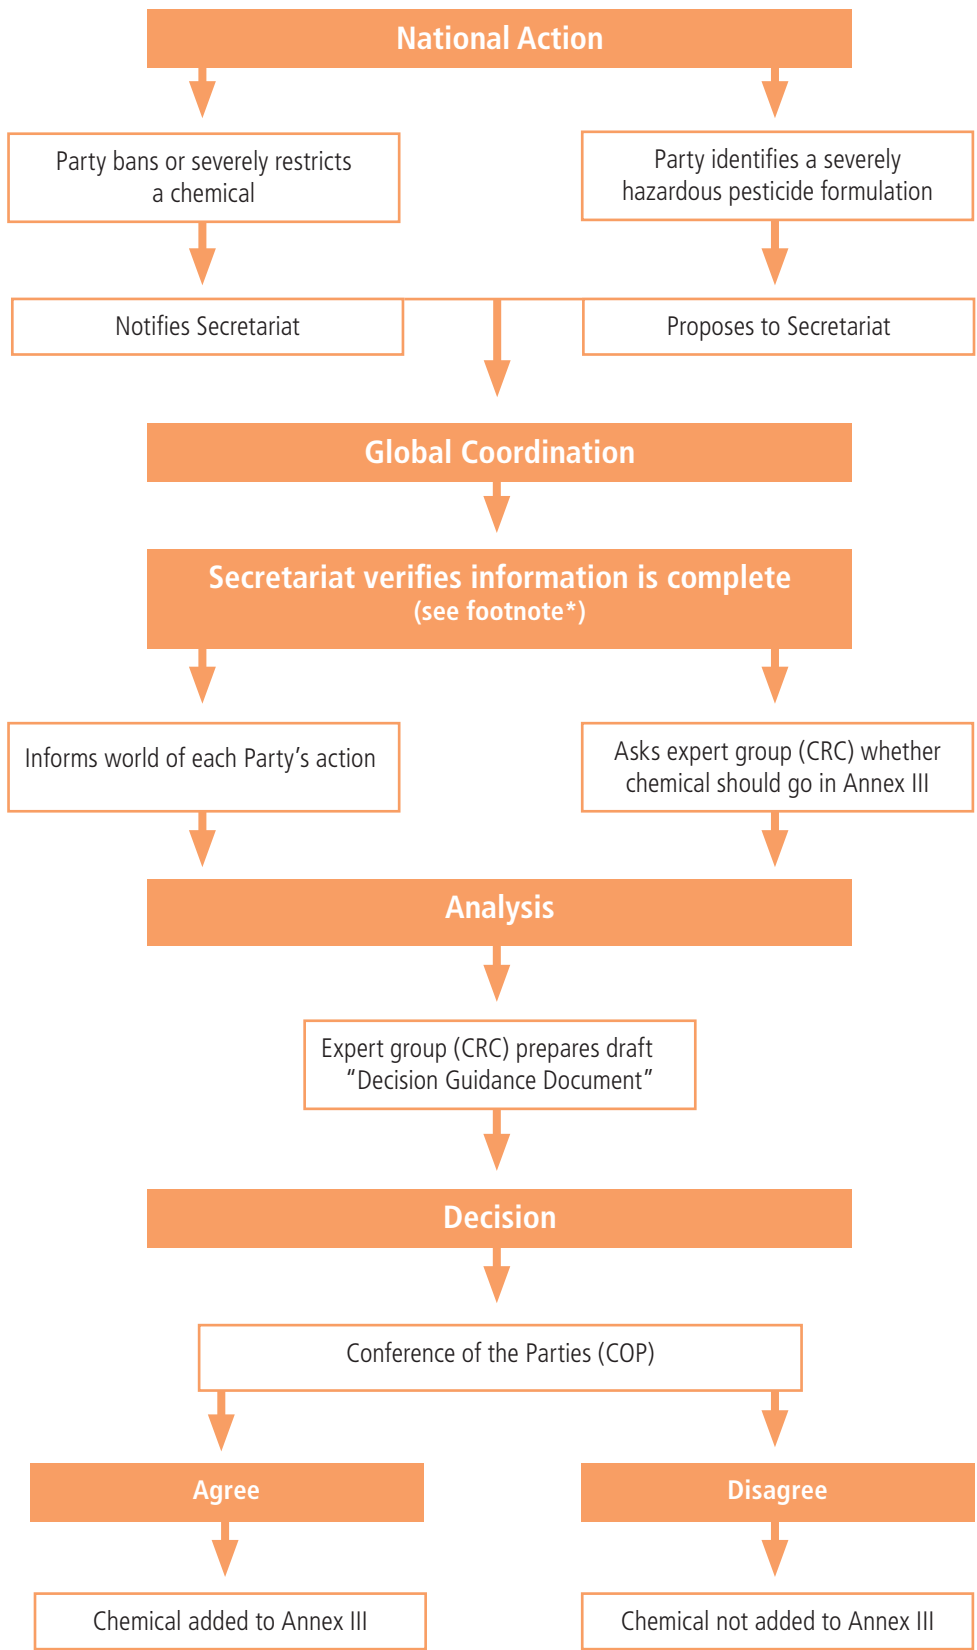 National Action
Party bans or severely restricts
a chemical
Party identifies a severely
hazardous pesticide formulation
Notifies Secretariat
Proposes to Secretariat
Global Coordination
Secretariat verifies information is complete
(see footnote*)
Informs world of each Party’s action
Asks expert group (CRC) whether
chemical should go in Annex III
Analysis
Expert group (CRC) prepares draft
“Decision Guidance Document”
Decision
Conference of the Parties (COP)
Agree
Disagree
Chemical added to Annex III
Chemical not added to Annex III